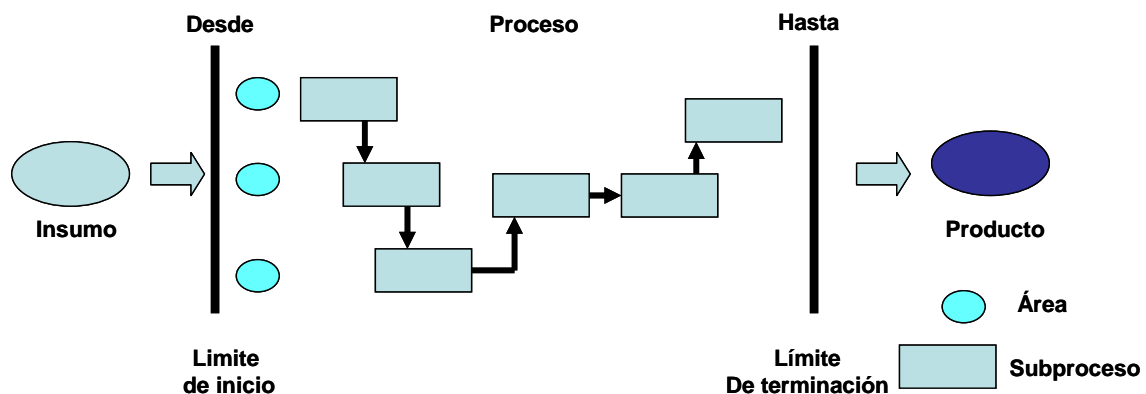 Desde
Proceso
Hasta
Insumo
Producto
Área
Limite
de inicio
Límite
De terminación
Subproceso